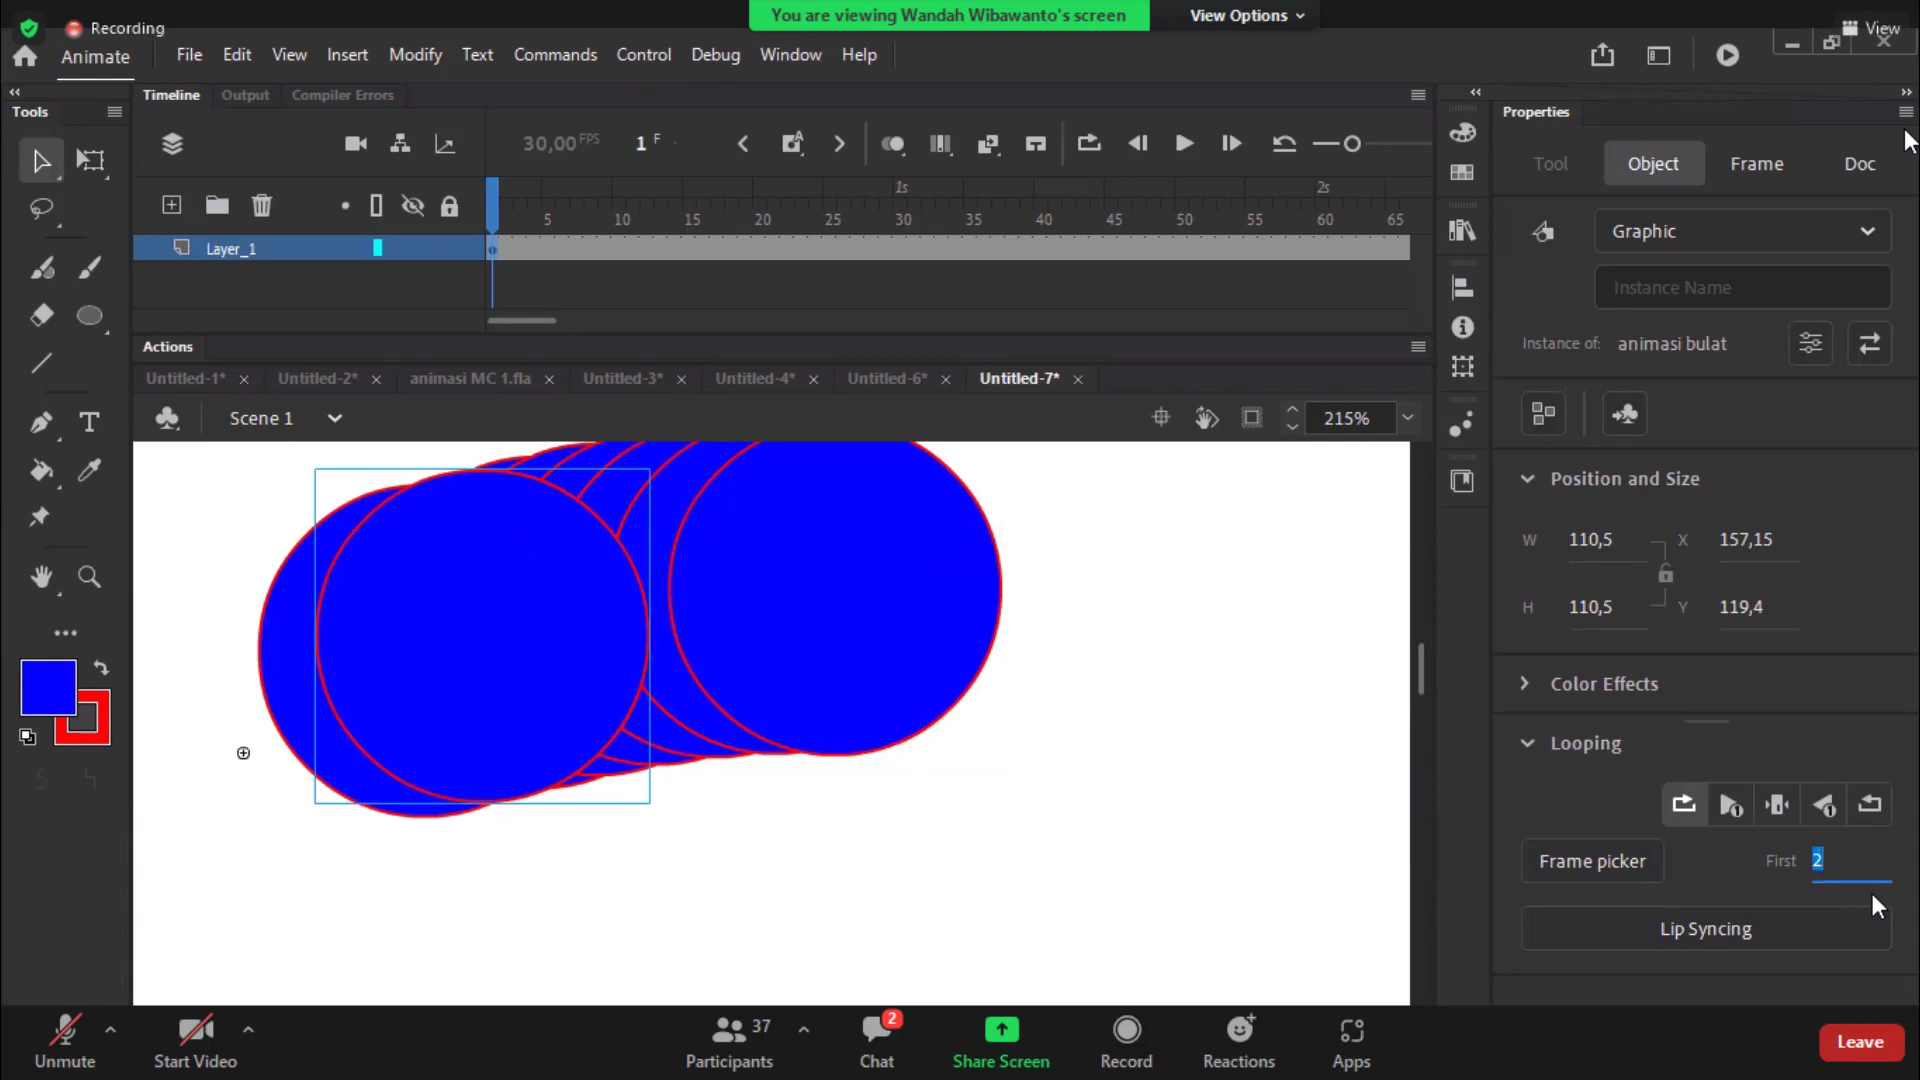 You are viewing Wandah Wibawanto's screen
View Options
Recording
View
Animate
File Edit View Insert Modify Text Commands Control Debug Window Help
Tools
Timeline Output Compiler Errors
30,00 FPS 1 F
1s 2s
5 10 15 20 25 30 35 40 45 50 55 60 65
Layer_1
Actions
Untitled-1* Untitled-2* animasi MC 1.fla Untitled-3* Untitled-4* Untitled-6* Untitled-7*
Scene 1
215%
Properties
Tool Object Frame Doc
Graphic
Instance Name
Instance of: animasi bulat
Position and Size
W 110,5 X 157,15
H 110,5 Y 119,4
Color Effects
Looping
Frame picker First 2
Lip Syncing
Unmute
Start Video
37
Participants
2
Chat
Share Screen
Record
Reactions
Apps
Leave